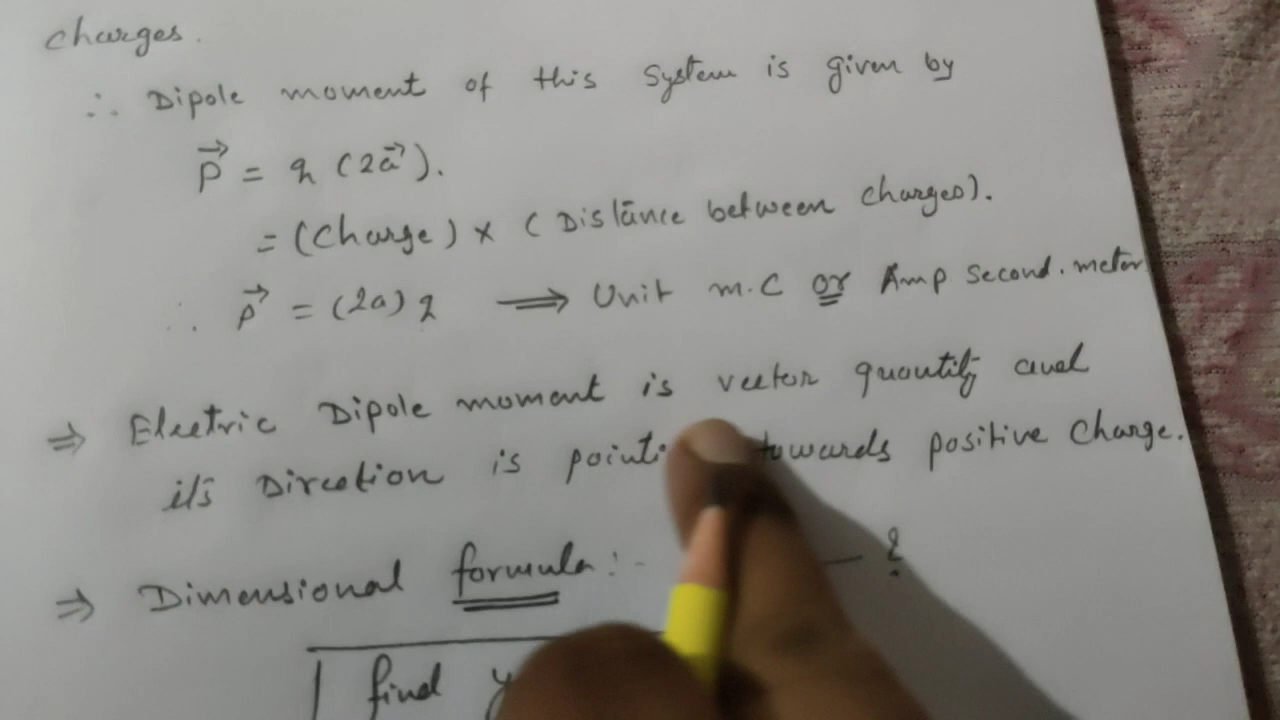 charges.
∴ Dipole moment of this System is given by
p⃗ = q (2a⃗).
= (Charge) × (Distance between charges).
∴ p⃗ = (2a) q ⟹ Unit m.C or Amp Second.meter
⇒ Electric Dipole moment is vector quantity and
it's Direction is towards positive charge.
⇒ Dimensional formula:- — ?
find